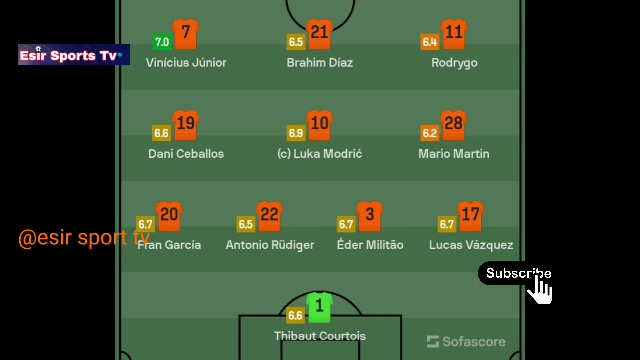 7 21 11
7.0 6.5 6.4
Esir Sports Tv
Vinícius Júnior Brahim Díaz Rodrygo
19 10 28
6.6 6.9 6.2
Dani Ceballos (c) Luka Modrić Mario Martin
20 22 3 17
6.7 6.5 6.7 6.7
@esir sport tv
Fran García Antonio Rüdiger Éder Militão Lucas Vázquez
Subscribe
1
6.6
Thibaut Courtois
Sofascore